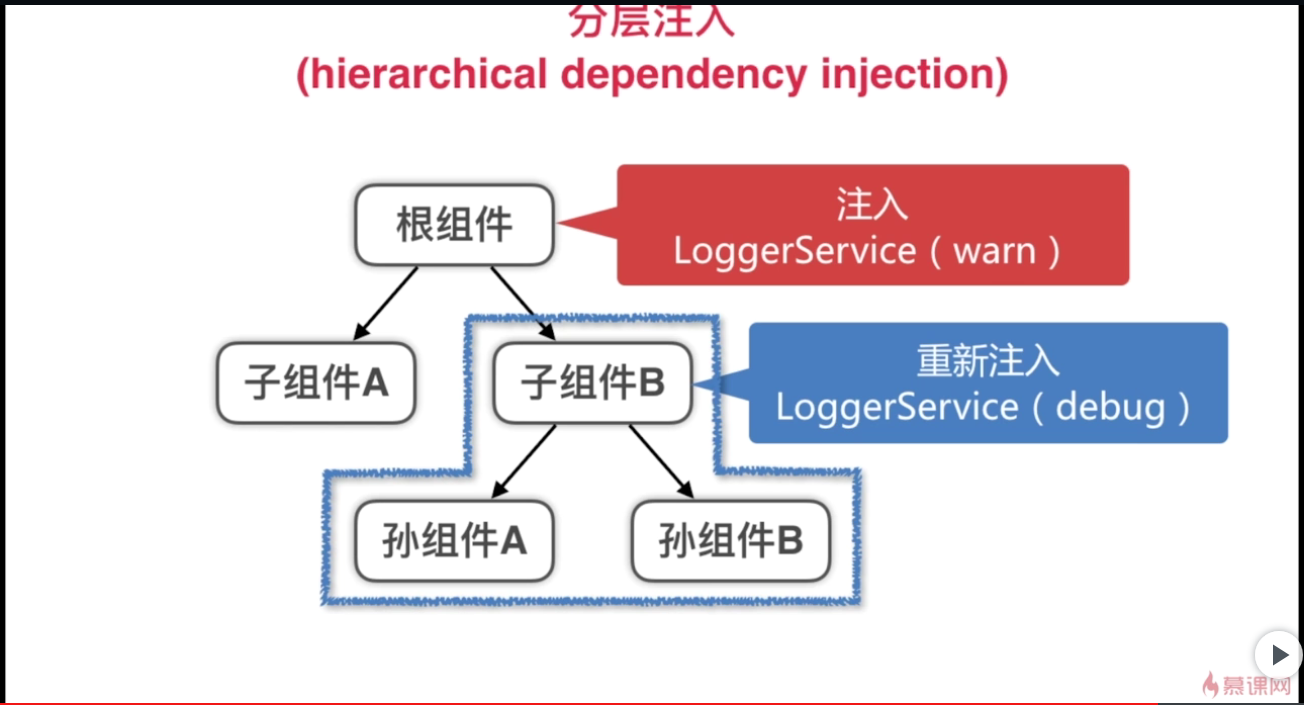 分层注入
(hierarchical dependency injection)
根组件
注入
LoggerService（warn）
子组件A
子组件B
重新注入
LoggerService（debug）
孙组件A
孙组件B
慕课网